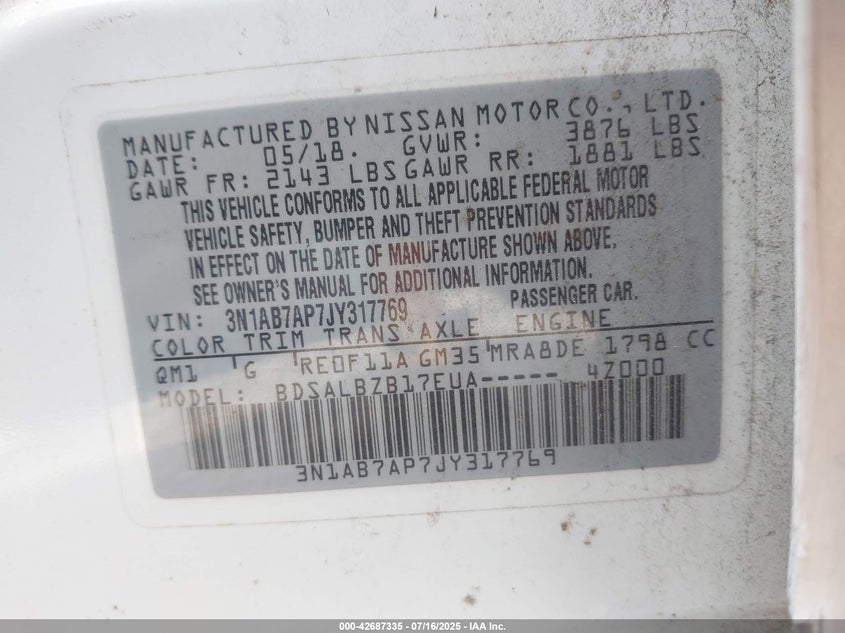 MANUFACTURED BY NISSAN MOTOR CO., LTD.
DATE: 05/18. GVWR: 3876 LBS
GAWR FR: 2143 LBS GAWR RR: 1881 LBS
THIS VEHICLE CONFORMS TO ALL APPLICABLE FEDERAL MOTOR
VEHICLE SAFETY, BUMPER AND THEFT PREVENTION STANDARDS
IN EFFECT ON THE DATE OF MANUFACTURE SHOWN ABOVE.
SEE OWNER'S MANUAL FOR ADDITIONAL INFORMATION.
VIN: 3N1AB7AP7JY317769 PASSENGER CAR.
COLOR TRIM TRANS AXLE ENGINE
QM1 G RE0F11A GM35 MRA8DE 1798 CC
MODEL: BDSALBZB17EUA----- 4Z000
3N1AB7AP7JY317769
000-42687335 - 07/16/2025 - IAA Inc.